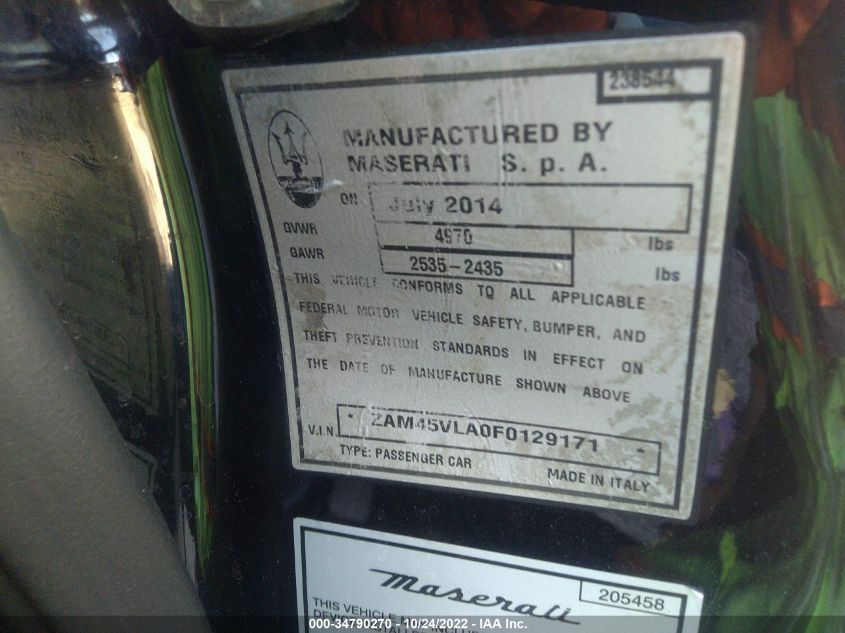 238544
MANUFACTURED BY
MASERATI S. p. A.
MASERATI
ON July 2014
GVWR 4970 lbs
GAWR 2535-2435 lbs
THIS VEHICLE CONFORMS TO ALL APPLICABLE
FEDERAL MOTOR VEHICLE SAFETY, BUMPER, AND
THEFT PREVENTION STANDARDS IN EFFECT ON
THE DATE OF MANUFACTURE SHOWN ABOVE
V.I.N. * ZAM45VLA0F0129171 *
TYPE: PASSENGER CAR
MADE IN ITALY
Maserati
205458
THIS VEHICLE
000-34790270 - 10/24/2022 - © IAA Inc.